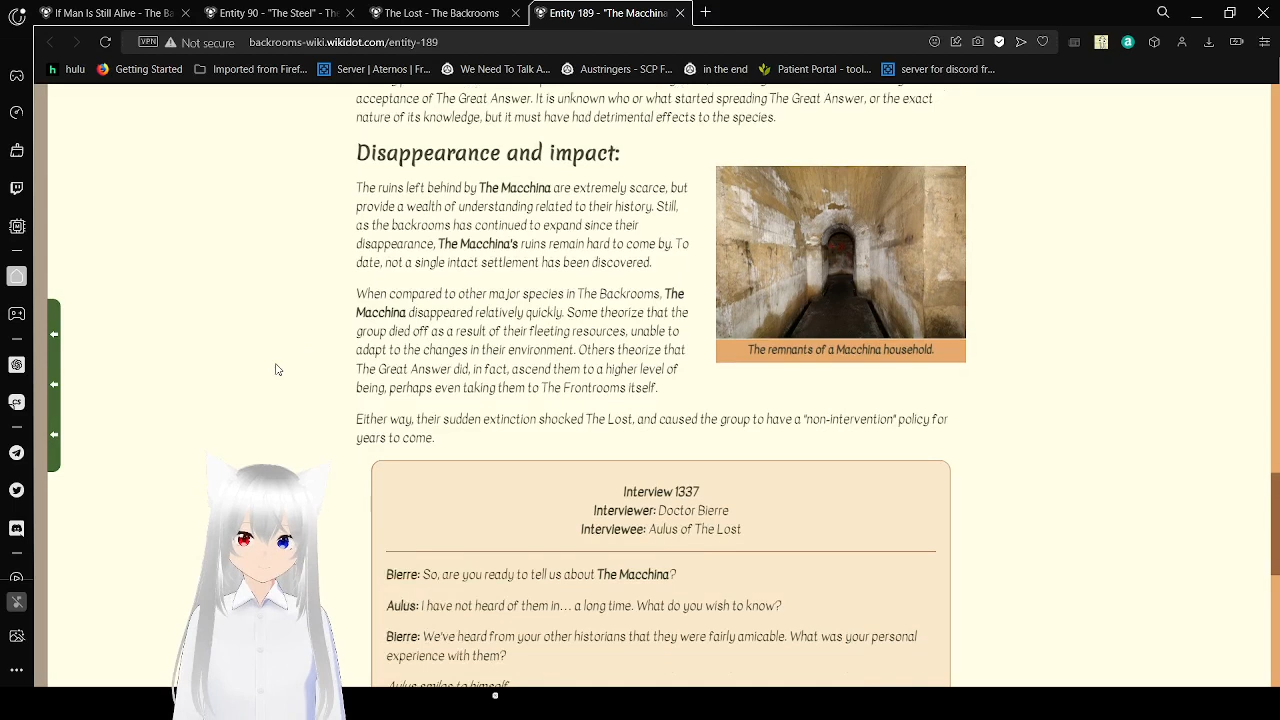 If Man Is Still Alive - The Ba
Entity 90 - "The Steel" - The
The Lost - The Backrooms
Entity 189 - "The Macchina
VPN
Not secure
backrooms-wiki.wikidot.com/entity-189
hulu
Getting Started
Imported from Firef...
Server | Aternos | Fr...
We Need To Talk A...
Austringers - SCP F...
in the end
Patient Portal - tool...
server for discord fr...
acceptance of The Great Answer. It is unknown who or what started spreading The Great Answer, or the exact
nature of its knowledge, but it must have had detrimental effects to the species.
Disappearance and impact:
The ruins left behind by The Macchina are extremely scarce, but
provide a wealth of understanding related to their history. Still,
as the backrooms has continued to expand since their
disappearance, The Macchina's ruins remain hard to come by. To
date, not a single intact settlement has been discovered.
When compared to other major species in The Backrooms, The
Macchina disappeared relatively quickly. Some theorize that the
group died off as a result of their fleeting resources, unable to
adapt to the changes in their environment. Others theorize that
The Great Answer did, in fact, ascend them to a higher level of
being, perhaps even taking them to The Frontrooms itself.
The remnants of a Macchina household.
Either way, their sudden extinction shocked The Lost, and caused the group to have a "non-intervention" policy for
years to come.
Interview 1337
Interviewer: Doctor Bierre
Interviewee: Aulus of The Lost
Bierre: So, are you ready to tell us about The Macchina?
Aulus: I have not heard of them in... a long time. What do you wish to know?
Bierre: We've heard from your other historians that they were fairly amicable. What was your personal
experience with them?
Aulus smiles to himself